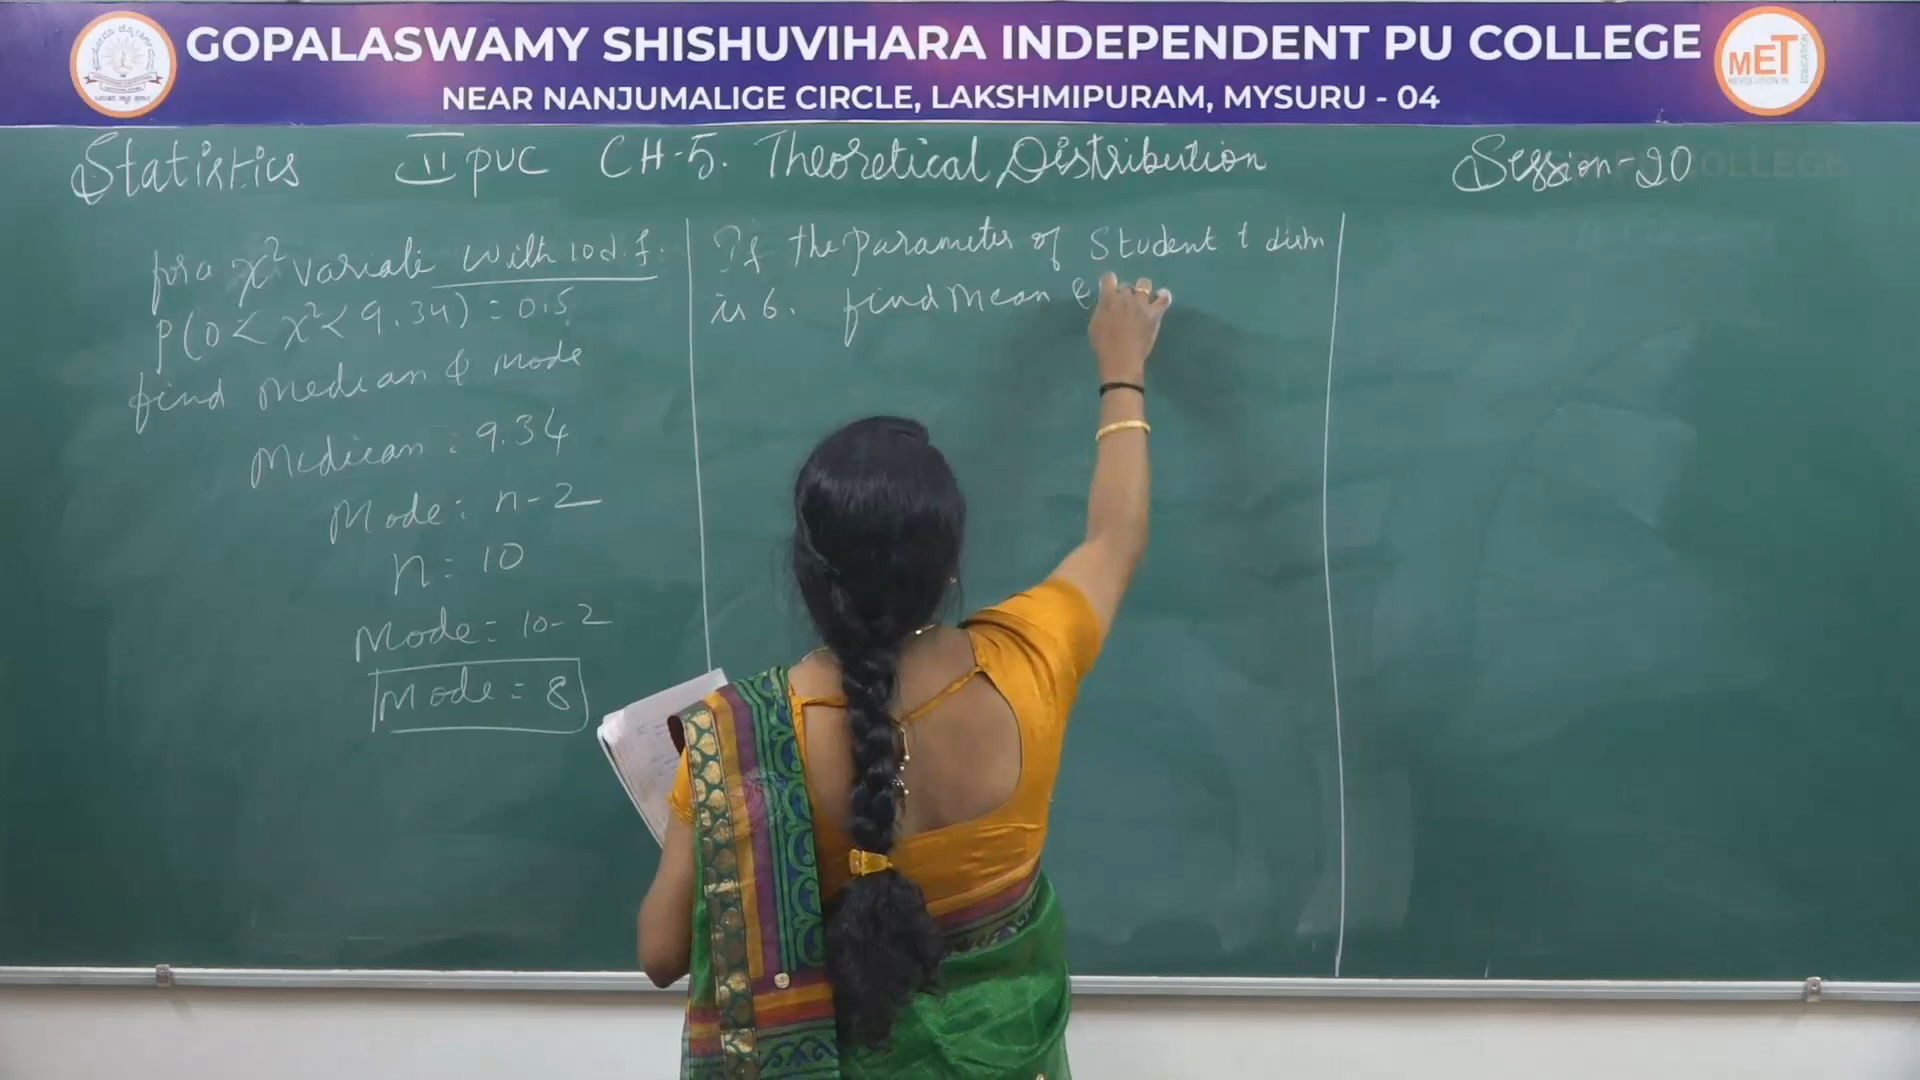 GOPALASWAMY SHISHUVIHARA INDEPENDENT PU COLLEGE
NEAR NANJUMALIGE CIRCLE, LAKSHMIPURAM, MYSURU - 04
MET
Statistics II PUC CH-5. Theoretical Distribution Session-20
for a χ² variate with 10 d.f.
P(0 < χ² < 9.34) = 0.5
find Median & mode
Median = 9.34
Mode = n-2
n = 10
Mode = 10-2
Mode = 8
If the parameter of Student t distn
is 6. find Mean &